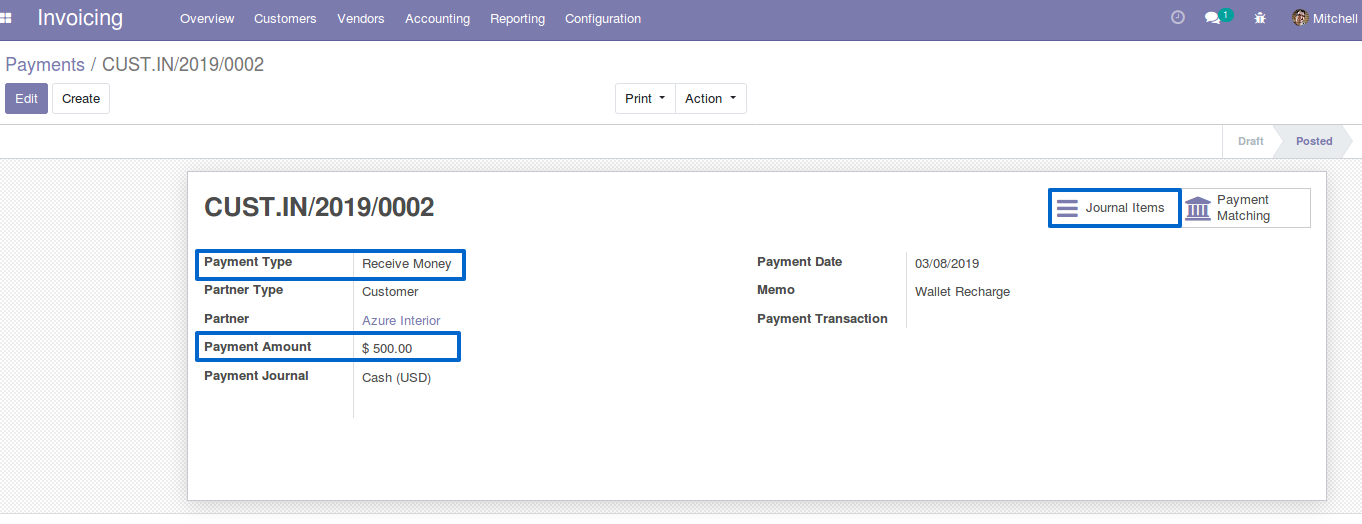 Invoicing Overview Customers Vendors Accounting Reporting Configuration 1 Mitchell
Payments / CUST.IN/2019/0002
Edit Create Print Action
Draft Posted
CUST.IN/2019/0002
Journal Items
Payment
Matching
Payment Type Receive Money
Partner Type Customer
Partner Azure Interior
Payment Amount $ 500.00
Payment Journal Cash (USD)
Payment Date 03/08/2019
Memo Wallet Recharge
Payment Transaction